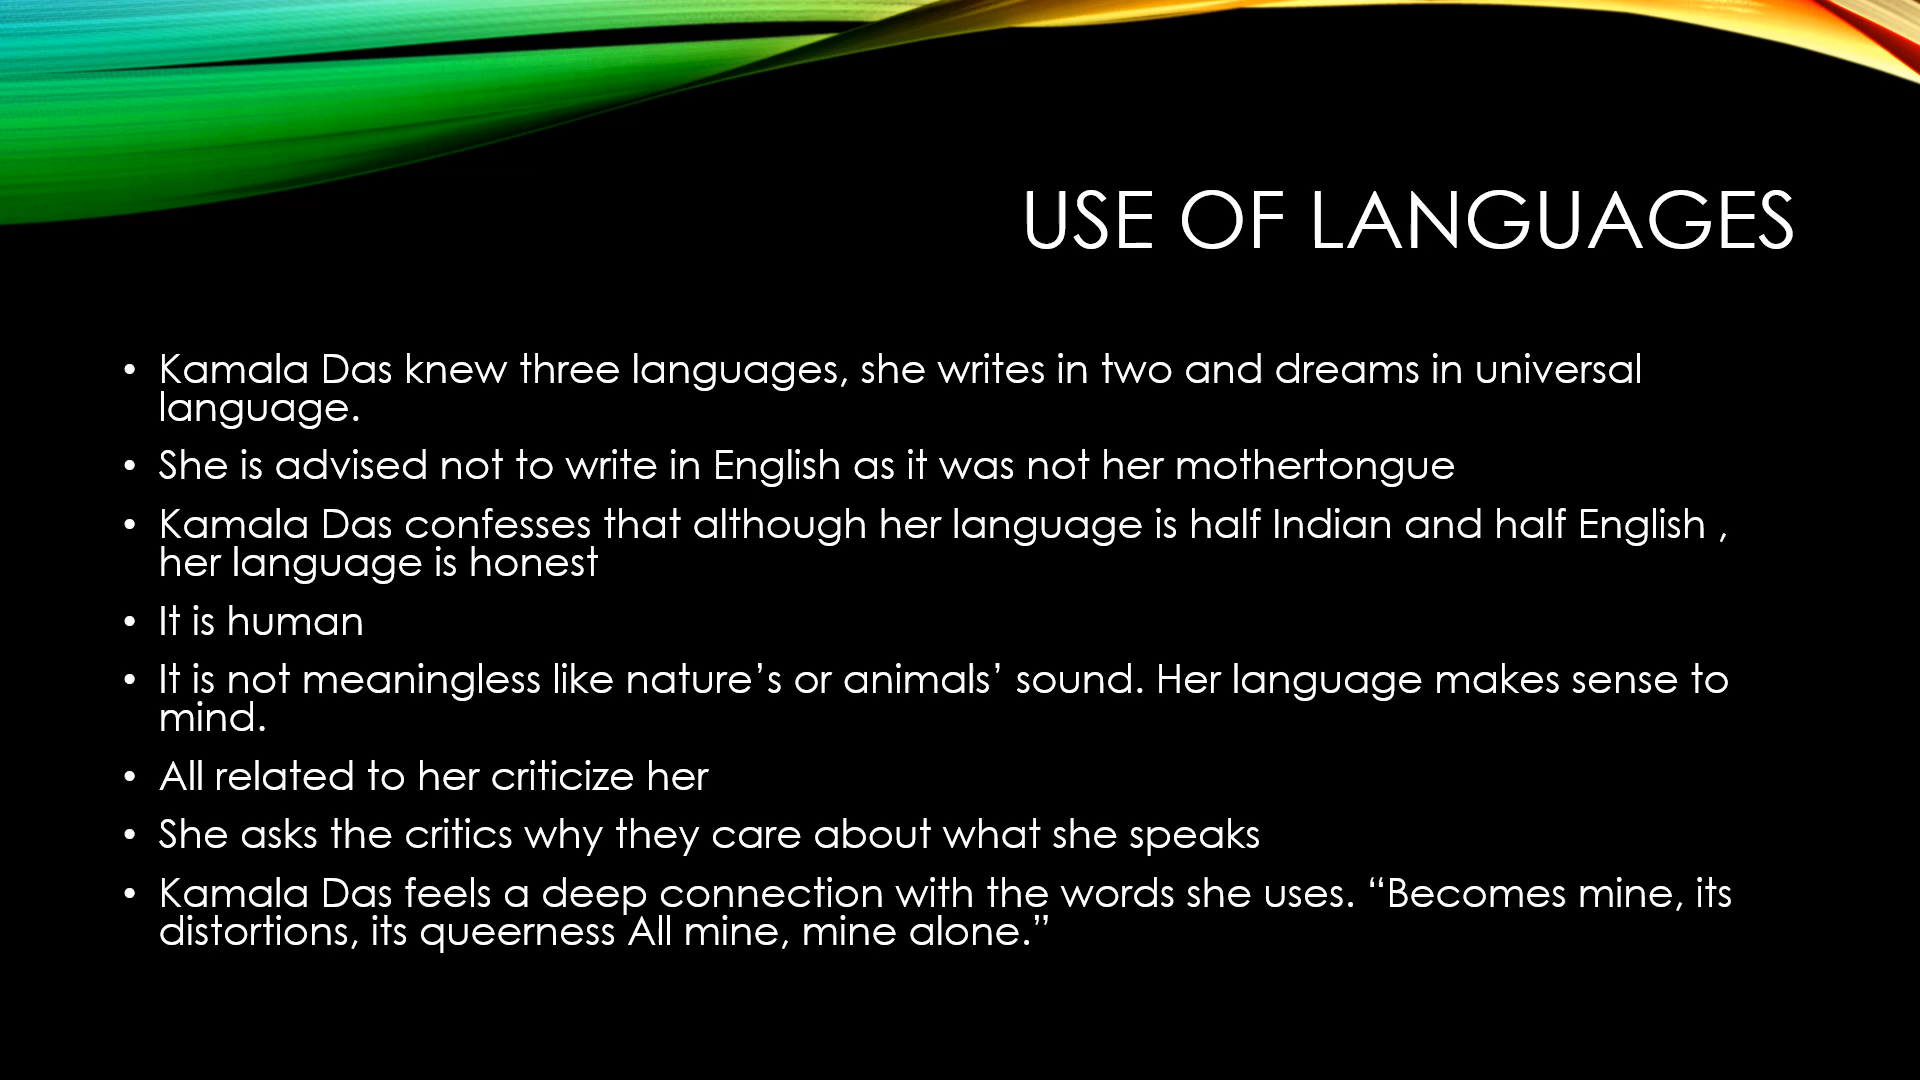 USE OF LANGUAGES
• Kamala Das knew three languages, she writes in two and dreams in universal
language.
• She is advised not to write in English as it was not her mothertongue
• Kamala Das confesses that although her language is half Indian and half English ,
her language is honest
• It is human
• It is not meaningless like nature’s or animals’ sound. Her language makes sense to
mind.
• All related to her criticize her
• She asks the critics why they care about what she speaks
• Kamala Das feels a deep connection with the words she uses. “Becomes mine, its
distortions, its queerness All mine, mine alone.”